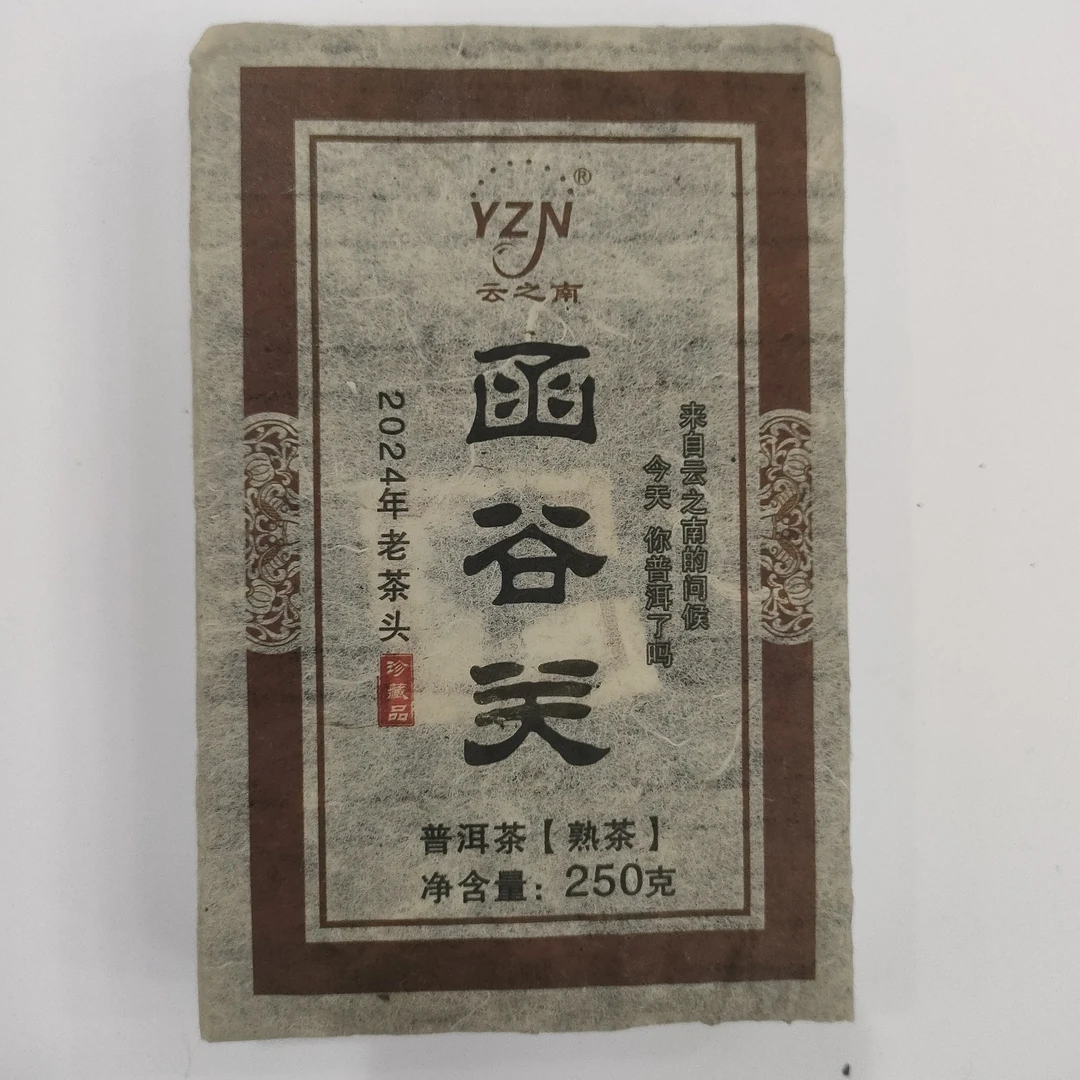 YZN®
云之南
函谷关
来自云之南的问候
今天 你普洱了吗
2024年老茶头
珍藏品
普洱茶【熟茶】
净含量：250克